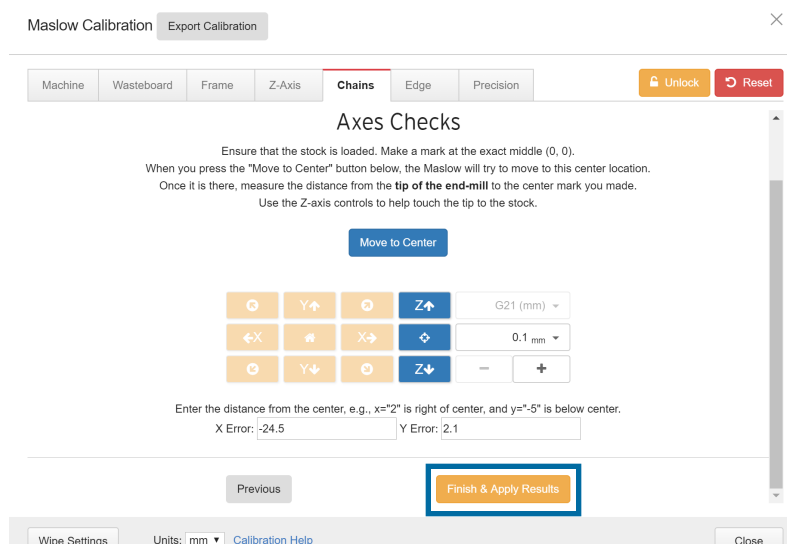 Maslow Calibration Export Calibration
Machine Wasteboard Frame Z-Axis Chains Edge Precision Unlock Reset
Axes Checks
Ensure that the stock is loaded. Make a mark at the exact middle (0, 0).
When you press the "Move to Center" button below, the Maslow will try to move to this center location.
Once it is there, measure the distance from the tip of the end-mill to the center mark you made.
Use the Z-axis controls to help touch the tip to the stock.
Move to Center
Y Z G21 (mm)
X X 0.1 mm
Y Z
Enter the distance from the center, e.g., x="2" is right of center, and y="-5" is below center.
X Error: -24.5 Y Error: 2.1
Previous Finish & Apply Results
Wipe Settings Units: mm Calibration Help Close